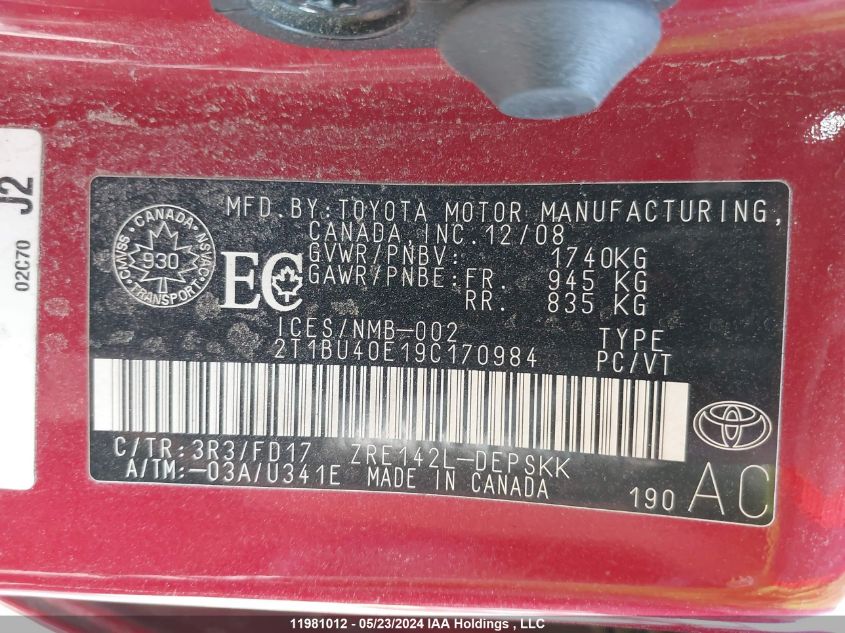 J2
02C70
MFD.BY:TOYOTA MOTOR MANUFACTURING,
CANADA,INC.12/08
GVWR/PNBV: 1740KG
GAWR/PNBE:FR. 945 KG
RR. 835 KG
CANADA
930
CMVSS NSVAC
TRANSPORT
EC
ICES/NMB-002 TYPE
2T1BU40E19C170984 PC/VT
C/TR:3R3/FD17 ZRE142L-DEPSKK
A/TM:-03A/U341E MADE IN CANADA
190 AC
11981012 - 05/23/2024 IAA Holdings, LLC